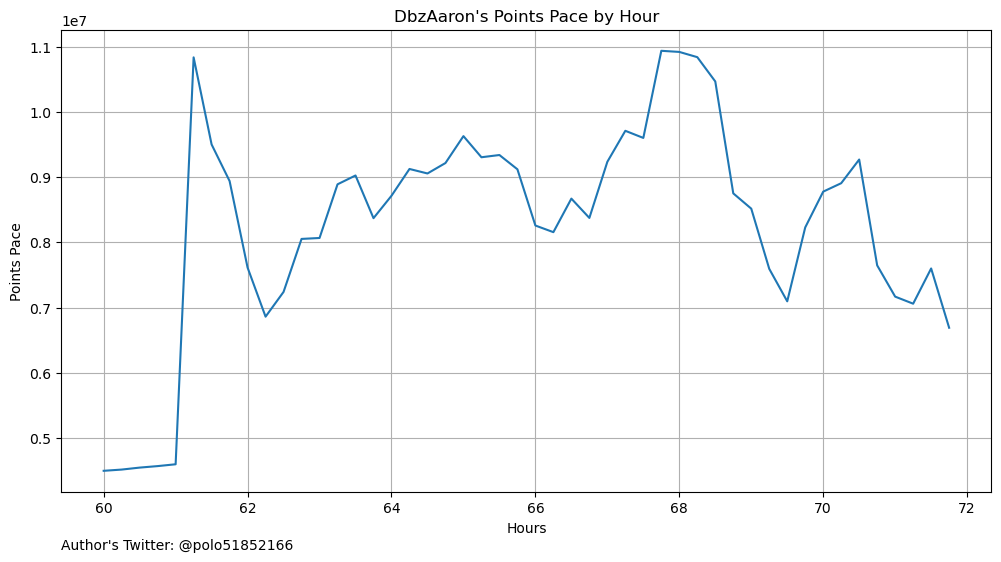 DbzAaron's Points Pace by Hour
1e7
1.1
1.0
0.9
0.8
0.7
0.6
0.5
Points Pace
60 62 64 66 68 70 72
Hours
Author's Twitter: @polo51852166